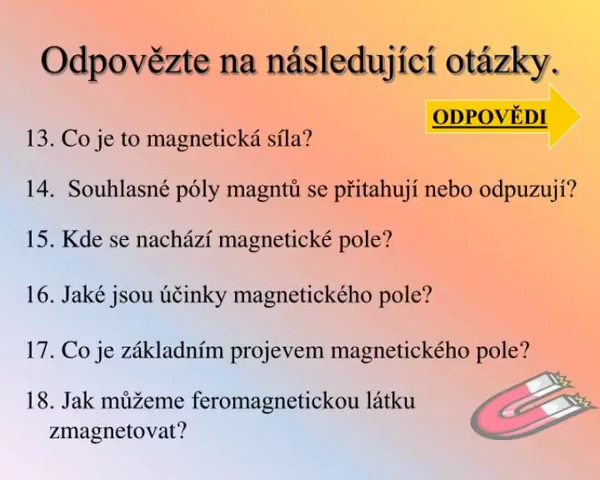 Odpovězte na následující otázky.
ODPOVĚDI
13. Co je to magnetická síla?
14. Souhlasné póly magntů se přitahují nebo odpuzují?
15. Kde se nachází magnetické pole?
16. Jaké jsou účinky magnetického pole?
17. Co je základním projevem magnetického pole?
18. Jak můžeme feromagnetickou látku
zmagnetovat?